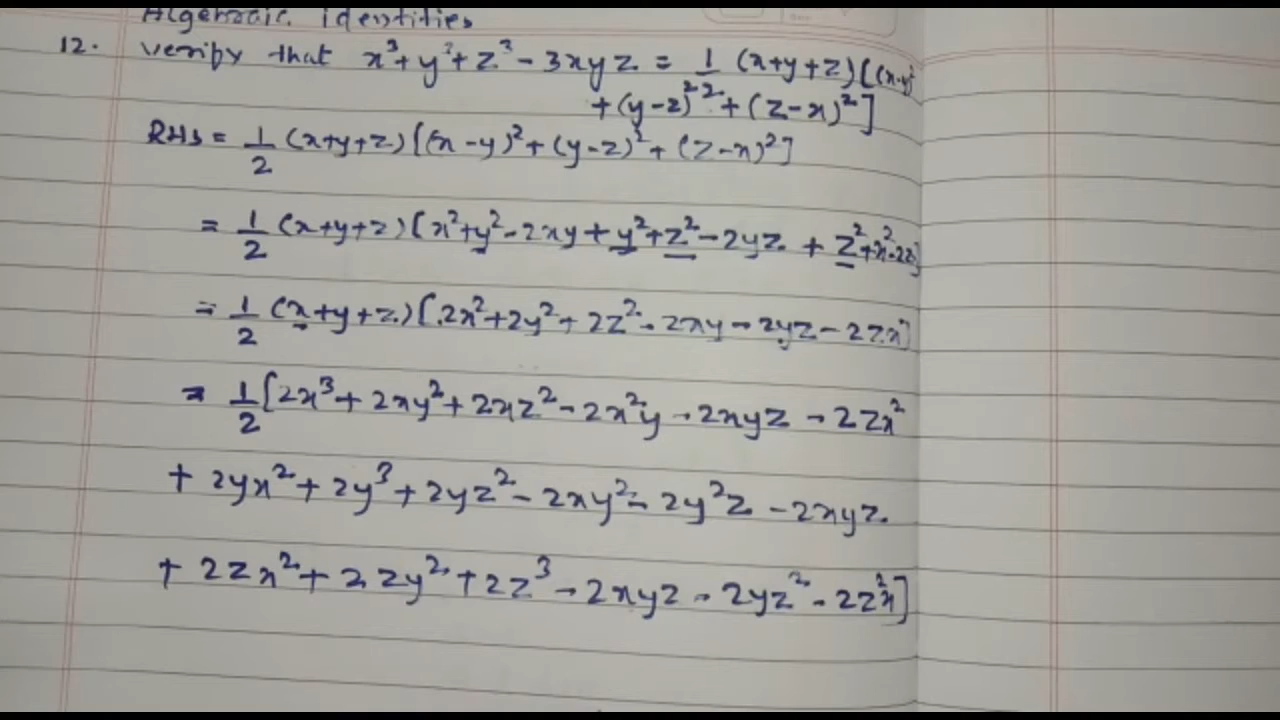 Algebraic identities
12. verify that x³+y³+z³-3xyz = 1/2 (x+y+z)[(x-y)²
+(y-z)²+(z-x)²]
RHS = 1/2 (x+y+z)[(x-y)²+(y-z)²+(z-x)²]
= 1/2 (x+y+z)[x²+y²-2xy+y²+z²-2yz+z²+x²-2zx]
= 1/2 (x+y+z)[2x²+2y²+2z²-2xy-2yz-2zx]
= 1/2 [2x³+2xy²+2xz²-2x²y-2xyz-2zx²
+2yx²+2y³+2yz²-2xy²-2y²z-2xyz
+2zx²+2zy²+2z³-2xyz-2yz²-2z²x]